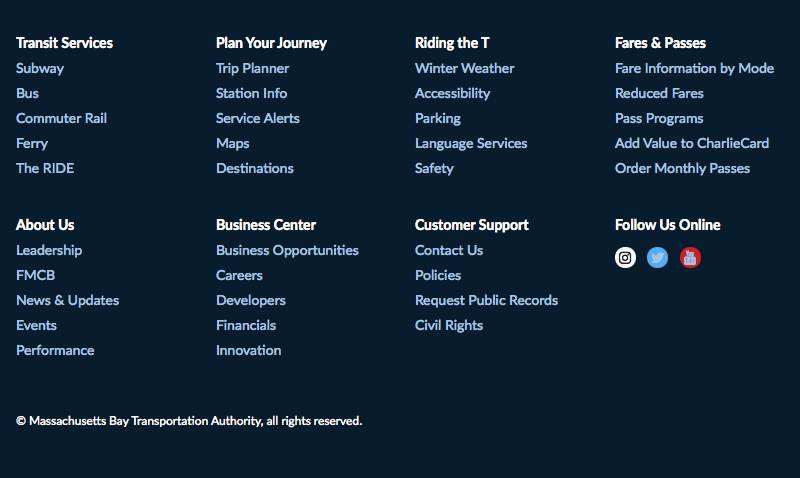 Transit Services
Subway
Bus
Commuter Rail
Ferry
The RIDE
Plan Your Journey
Trip Planner
Station Info
Service Alerts
Maps
Destinations
Riding the T
Winter Weather
Accessibility
Parking
Language Services
Safety
Fares & Passes
Fare Information by Mode
Reduced Fares
Pass Programs
Add Value to CharlieCard
Order Monthly Passes
About Us
Leadership
FMCB
News & Updates
Events
Performance
Business Center
Business Opportunities
Careers
Developers
Financials
Innovation
Customer Support
Contact Us
Policies
Request Public Records
Civil Rights
Follow Us Online
© Massachusetts Bay Transportation Authority, all rights reserved.